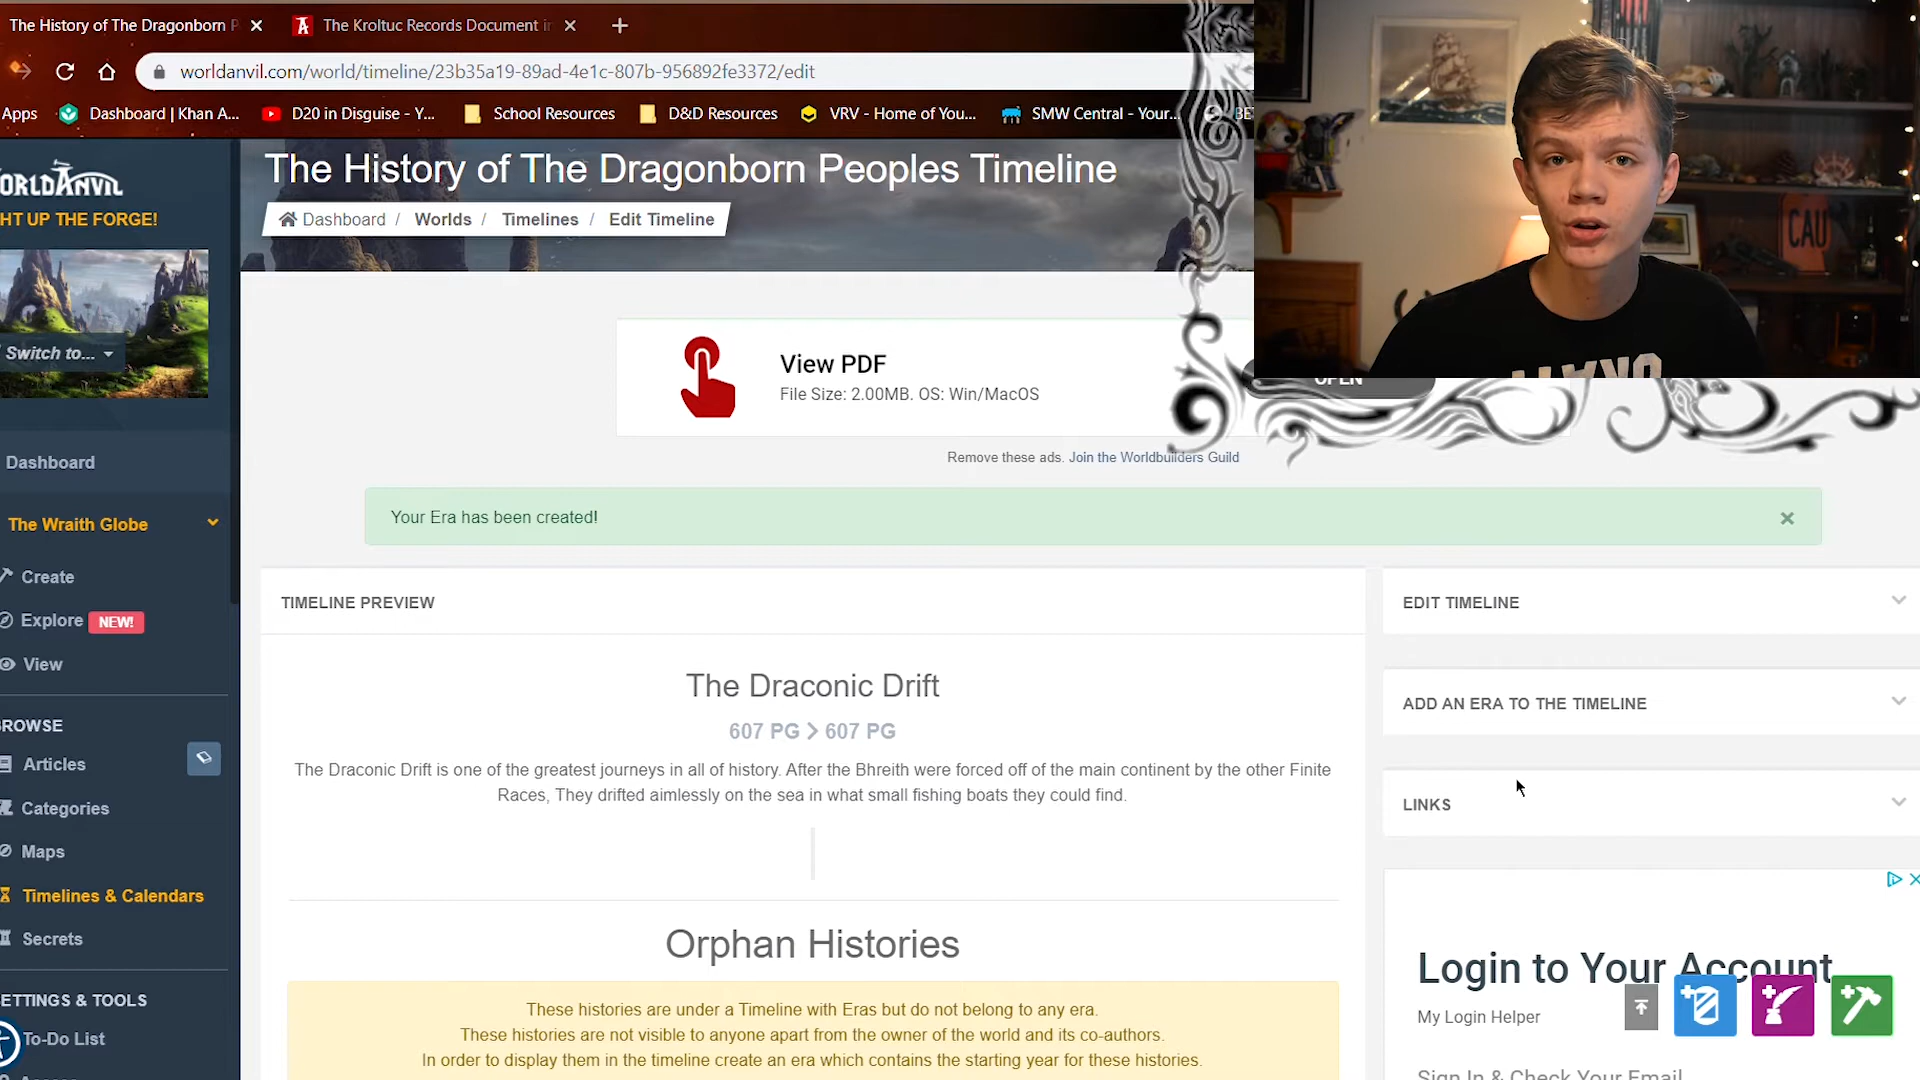 The History of The Dragonborn P
The Kroltuc Records Document in
worldanvil.com/world/timeline/23b35a19-89ad-4e1c-807b-956892fe3372/edit
Apps
Dashboard | Khan A...
D20 in Disguise - Y...
School Resources
D&D Resources
VRV - Home of You...
SMW Central - Your...
BE
ORLDANVIL
HT UP THE FORGE!
Switch to...
Dashboard
The Wraith Globe
Create
Explore NEW!
View
ROWSE
Articles
Categories
Maps
Timelines & Calendars
Secrets
ETTINGS & TOOLS
To-Do List
The History of The Dragonborn Peoples Timeline
Dashboard / Worlds / Timelines / Edit Timeline
View PDF
File Size: 2.00MB. OS: Win/MacOS
OPEN
Remove these ads. Join the Worldbuilders Guild
Your Era has been created!
TIMELINE PREVIEW
The Draconic Drift
607 PG > 607 PG
The Draconic Drift is one of the greatest journeys in all of history. After the Bhreith were forced off of the main continent by the other Finite
Races, They drifted aimlessly on the sea in what small fishing boats they could find.
Orphan Histories
These histories are under a Timeline with Eras but do not belong to any era.
These histories are not visible to anyone apart from the owner of the world and its co-authors.
In order to display them in the timeline create an era which contains the starting year for these histories.
EDIT TIMELINE
ADD AN ERA TO THE TIMELINE
LINKS
Login to Your Account
My Login Helper
Sign In & Check Your Email
CAU